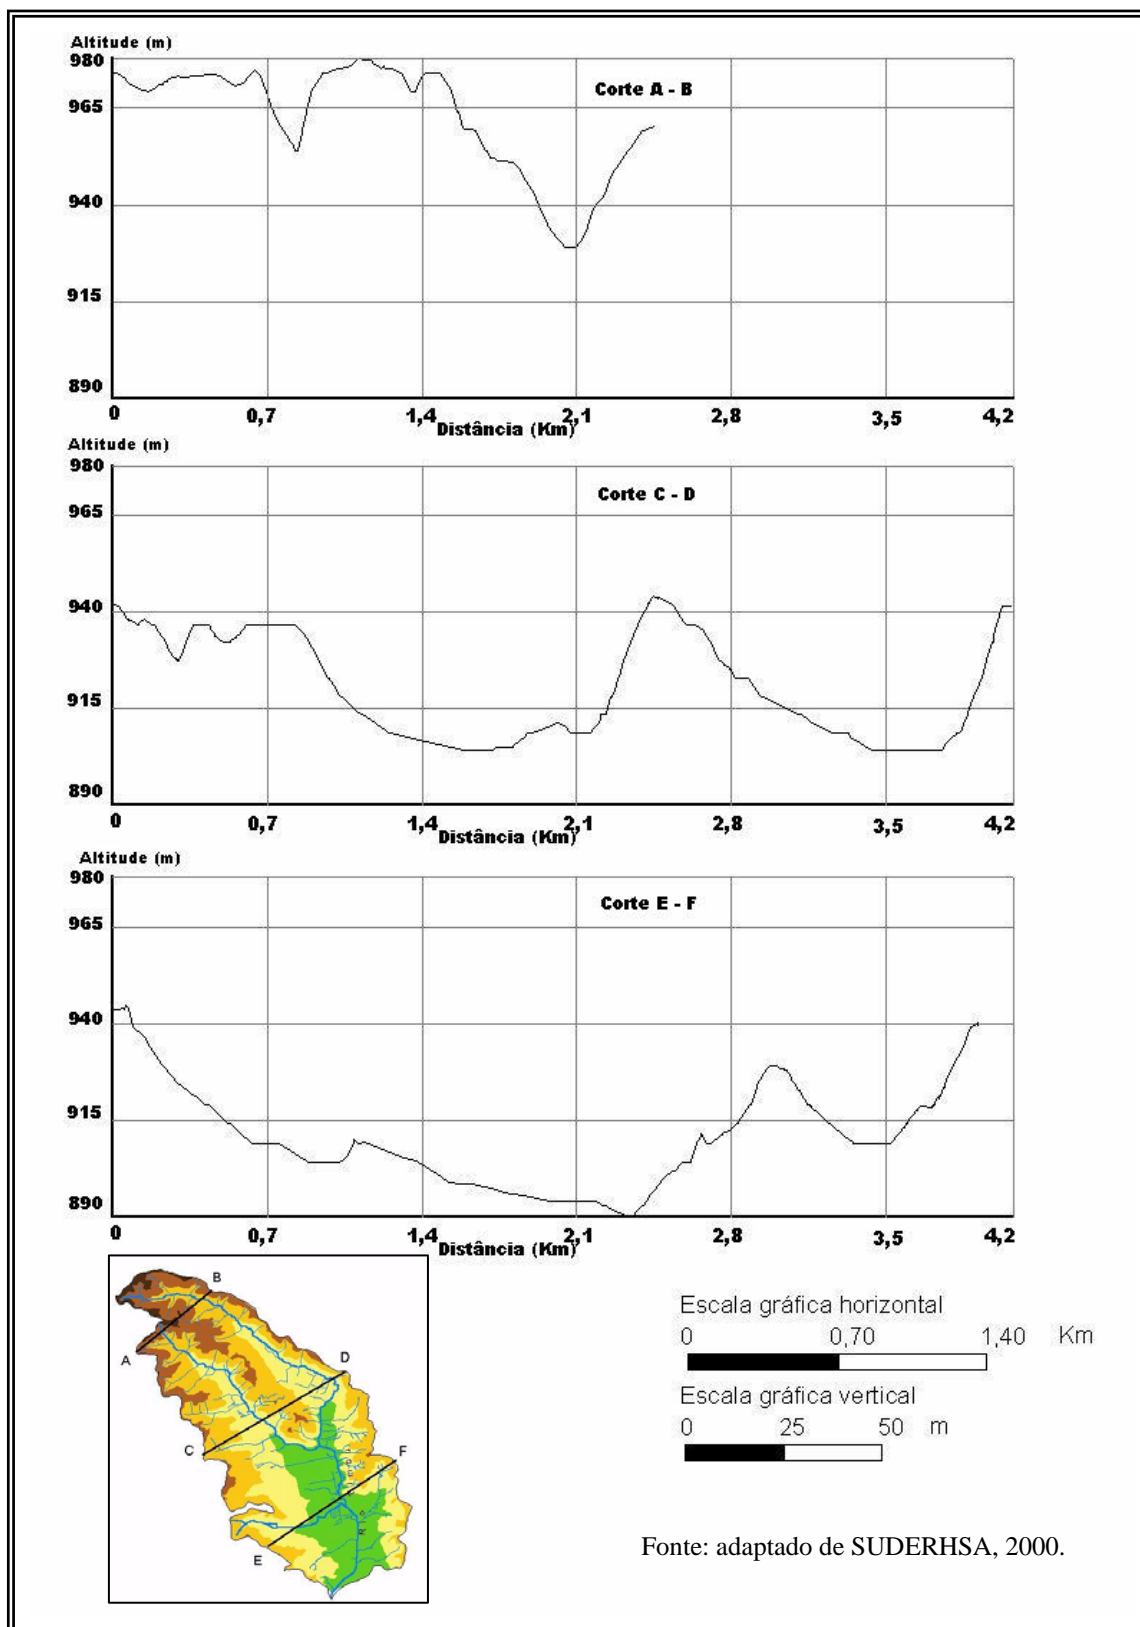 Altitude (m)
980
Corte A - B
965
940
915
890
0 0,7 1,4 2,1 2,8 3,5 4,2
Distância (Km)
Altitude (m)
980
Corte C - D
965
940
915
890
0 0,7 1,4 2,1 2,8 3,5 4,2
Distância (Km)
Altitude (m)
980
Corte E - F
965
940
915
890
0 0,7 1,4 2,1 2,8 3,5 4,2
Distância (Km)
B
A
D
C
F
E
Escala gráfica horizontal
0 0,70 1,40 Km
Escala gráfica vertical
0 25 50 m
Fonte: adaptado de SUDERHSA, 2000.